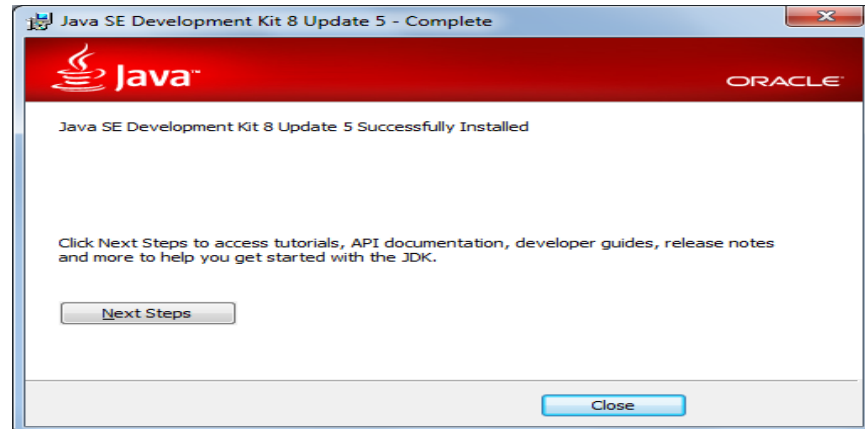 Java SE Development Kit 8 Update 5 - Complete
Java™
ORACLE
Java SE Development Kit 8 Update 5 Successfully Installed
Click Next Steps to access tutorials, API documentation, developer guides, release notes
and more to help you get started with the JDK.
Next Steps
Close